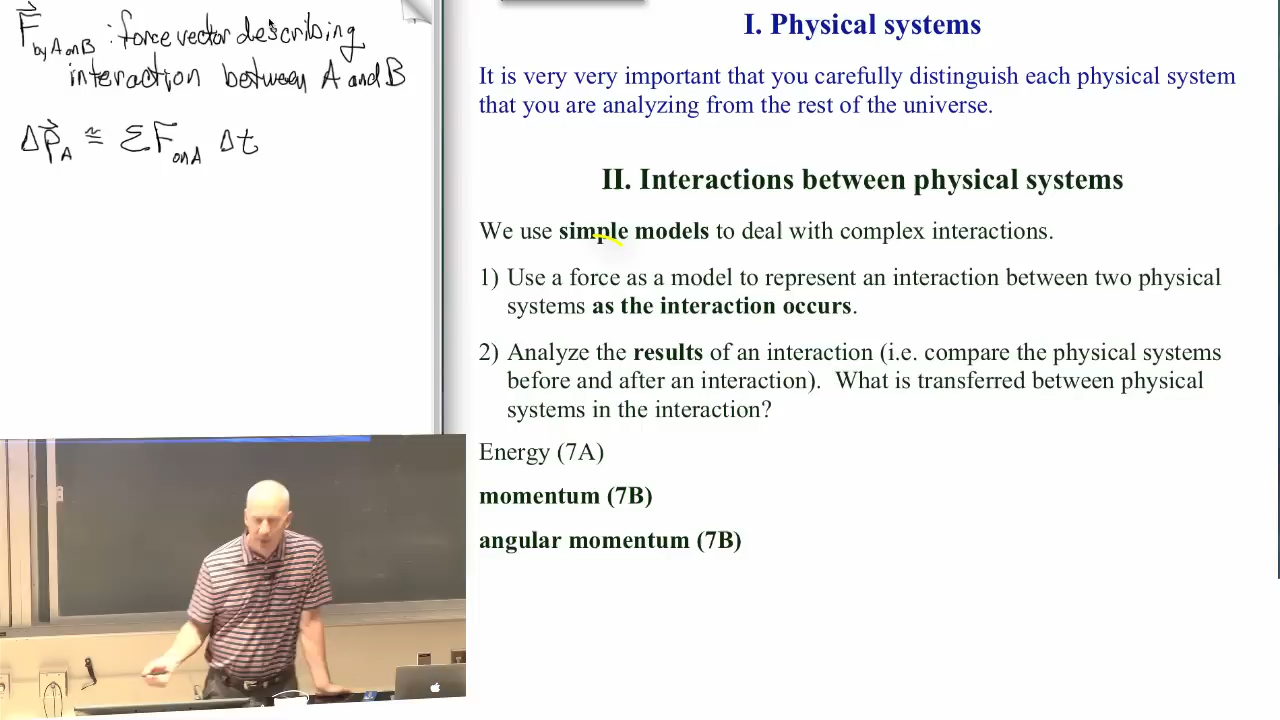 F⃗ by A on B : force vector describing
interaction between A and B
Δp⃗_A ≅ ΣF_onA Δt
I. Physical systems
It is very very important that you carefully distinguish each physical system
that you are analyzing from the rest of the universe.
II. Interactions between physical systems
We use simple models to deal with complex interactions.
1) Use a force as a model to represent an interaction between two physical
systems as the interaction occurs.
2) Analyze the results of an interaction (i.e. compare the physical systems
before and after an interaction). What is transferred between physical
systems in the interaction?
Energy (7A)
momentum (7B)
angular momentum (7B)